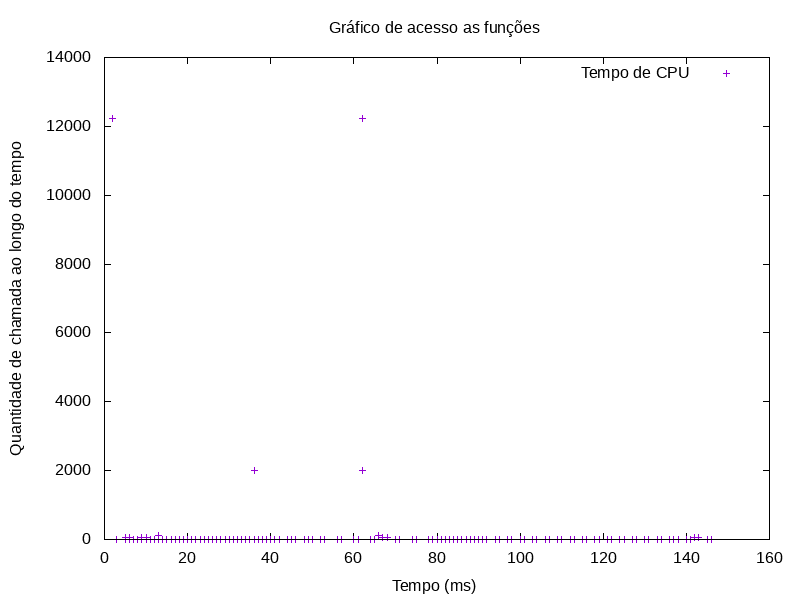 Gráfico de acesso as funções
Tempo de CPU
Quantidade de chamada ao longo do tempo
14000
12000
10000
8000
6000
4000
2000
0
0 20 40 60 80 100 120 140 160
Tempo (ms)